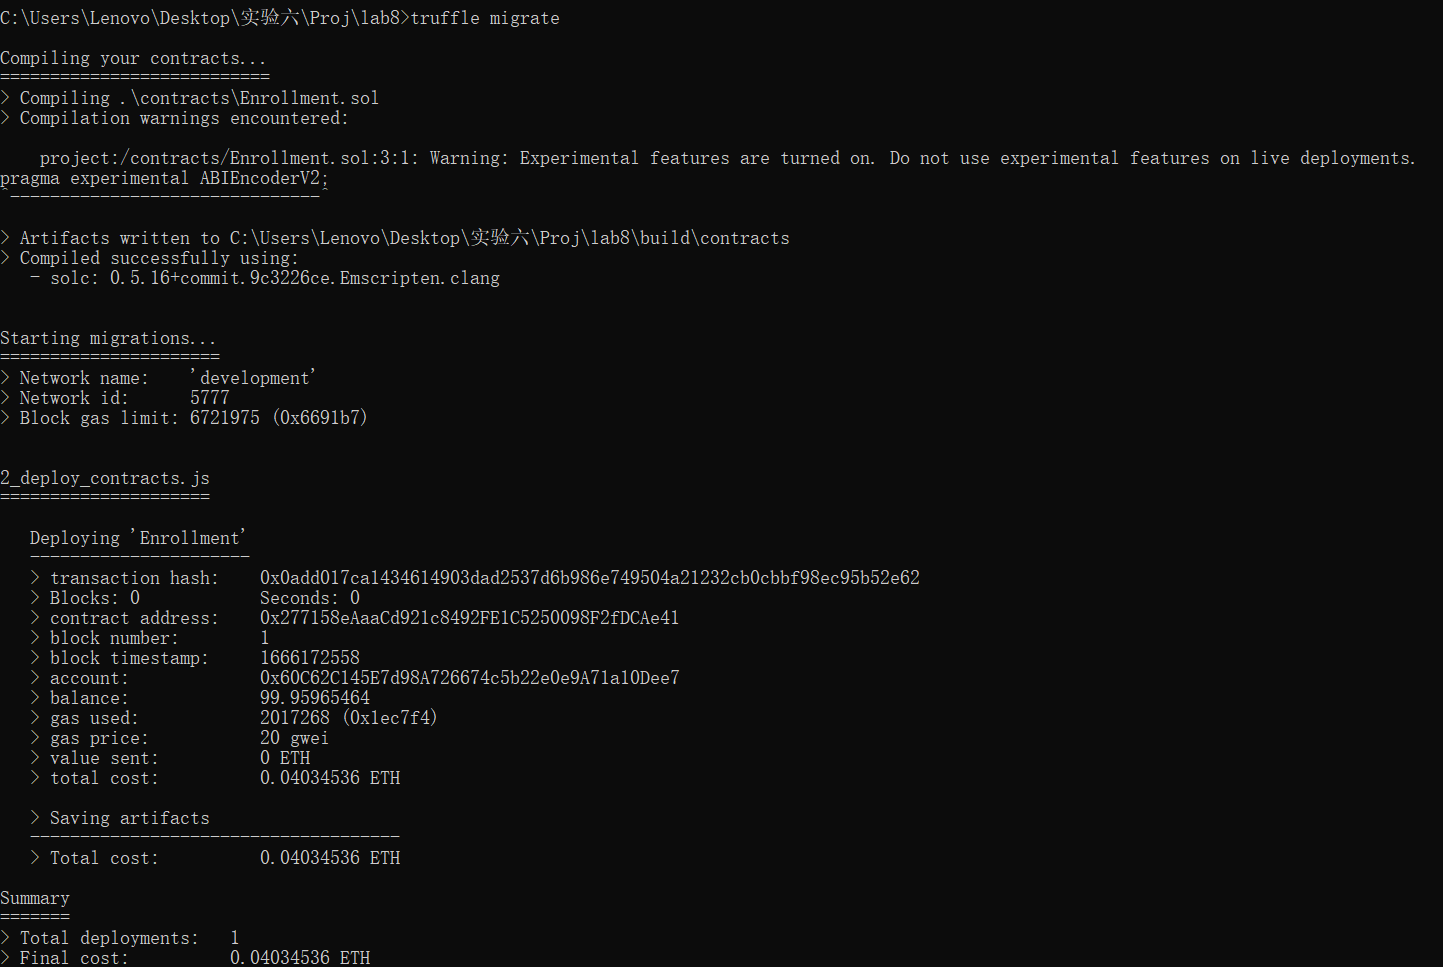 C:\Users\Lenovo\Desktop\实验六\Proj\lab8>truffle migrate
Compiling your contracts...
===========================
> Compiling .\contracts\Enrollment.sol
> Compilation warnings encountered:
project:/contracts/Enrollment.sol:3:1: Warning: Experimental features are turned on. Do not use experimental features on live deployments.
pragma experimental ABIEncoderV2;
^-------------------------------^
> Artifacts written to C:\Users\Lenovo\Desktop\实验六\Proj\lab8\build\contracts
> Compiled successfully using:
- solc: 0.5.16+commit.9c3226ce.Emscripten.clang
Starting migrations...
======================
> Network name:    'development'
> Network id:      5777
> Block gas limit: 6721975 (0x6691b7)
2_deploy_contracts.js
=====================
Deploying 'Enrollment'
----------------------
> transaction hash:    0x0add017ca1434614903dad2537d6b986e749504a21232cb0cbbf98ec95b52e62
> Blocks: 0            Seconds: 0
> contract address:    0x277158eAaaCd921c8492FE1C5250098F2fDCAe41
> block number:        1
> block timestamp:     1666172558
> account:             0x60C62C145E7d98A726674c5b22e0e9A71a10Dee7
> balance:             99.95965464
> gas used:            2017268 (0x1ec7f4)
> gas price:           20 gwei
> value sent:          0 ETH
> total cost:          0.04034536 ETH
> Saving artifacts
-------------------------------------
> Total cost:          0.04034536 ETH
Summary
=======
> Total deployments:   1
> Final cost:          0.04034536 ETH